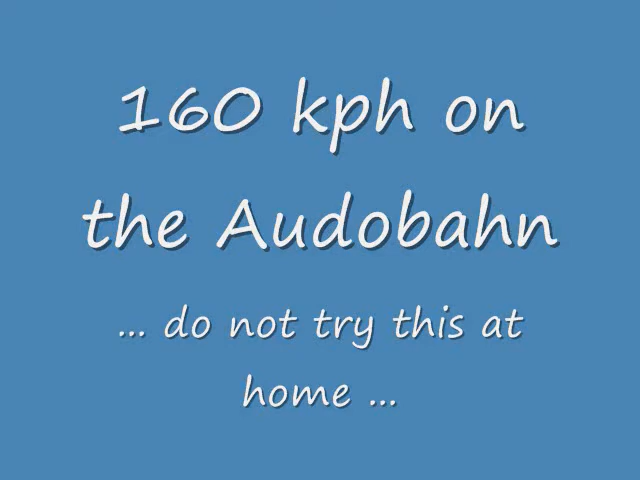 160 kph on
the Audobahn
... do not try this at
home ...